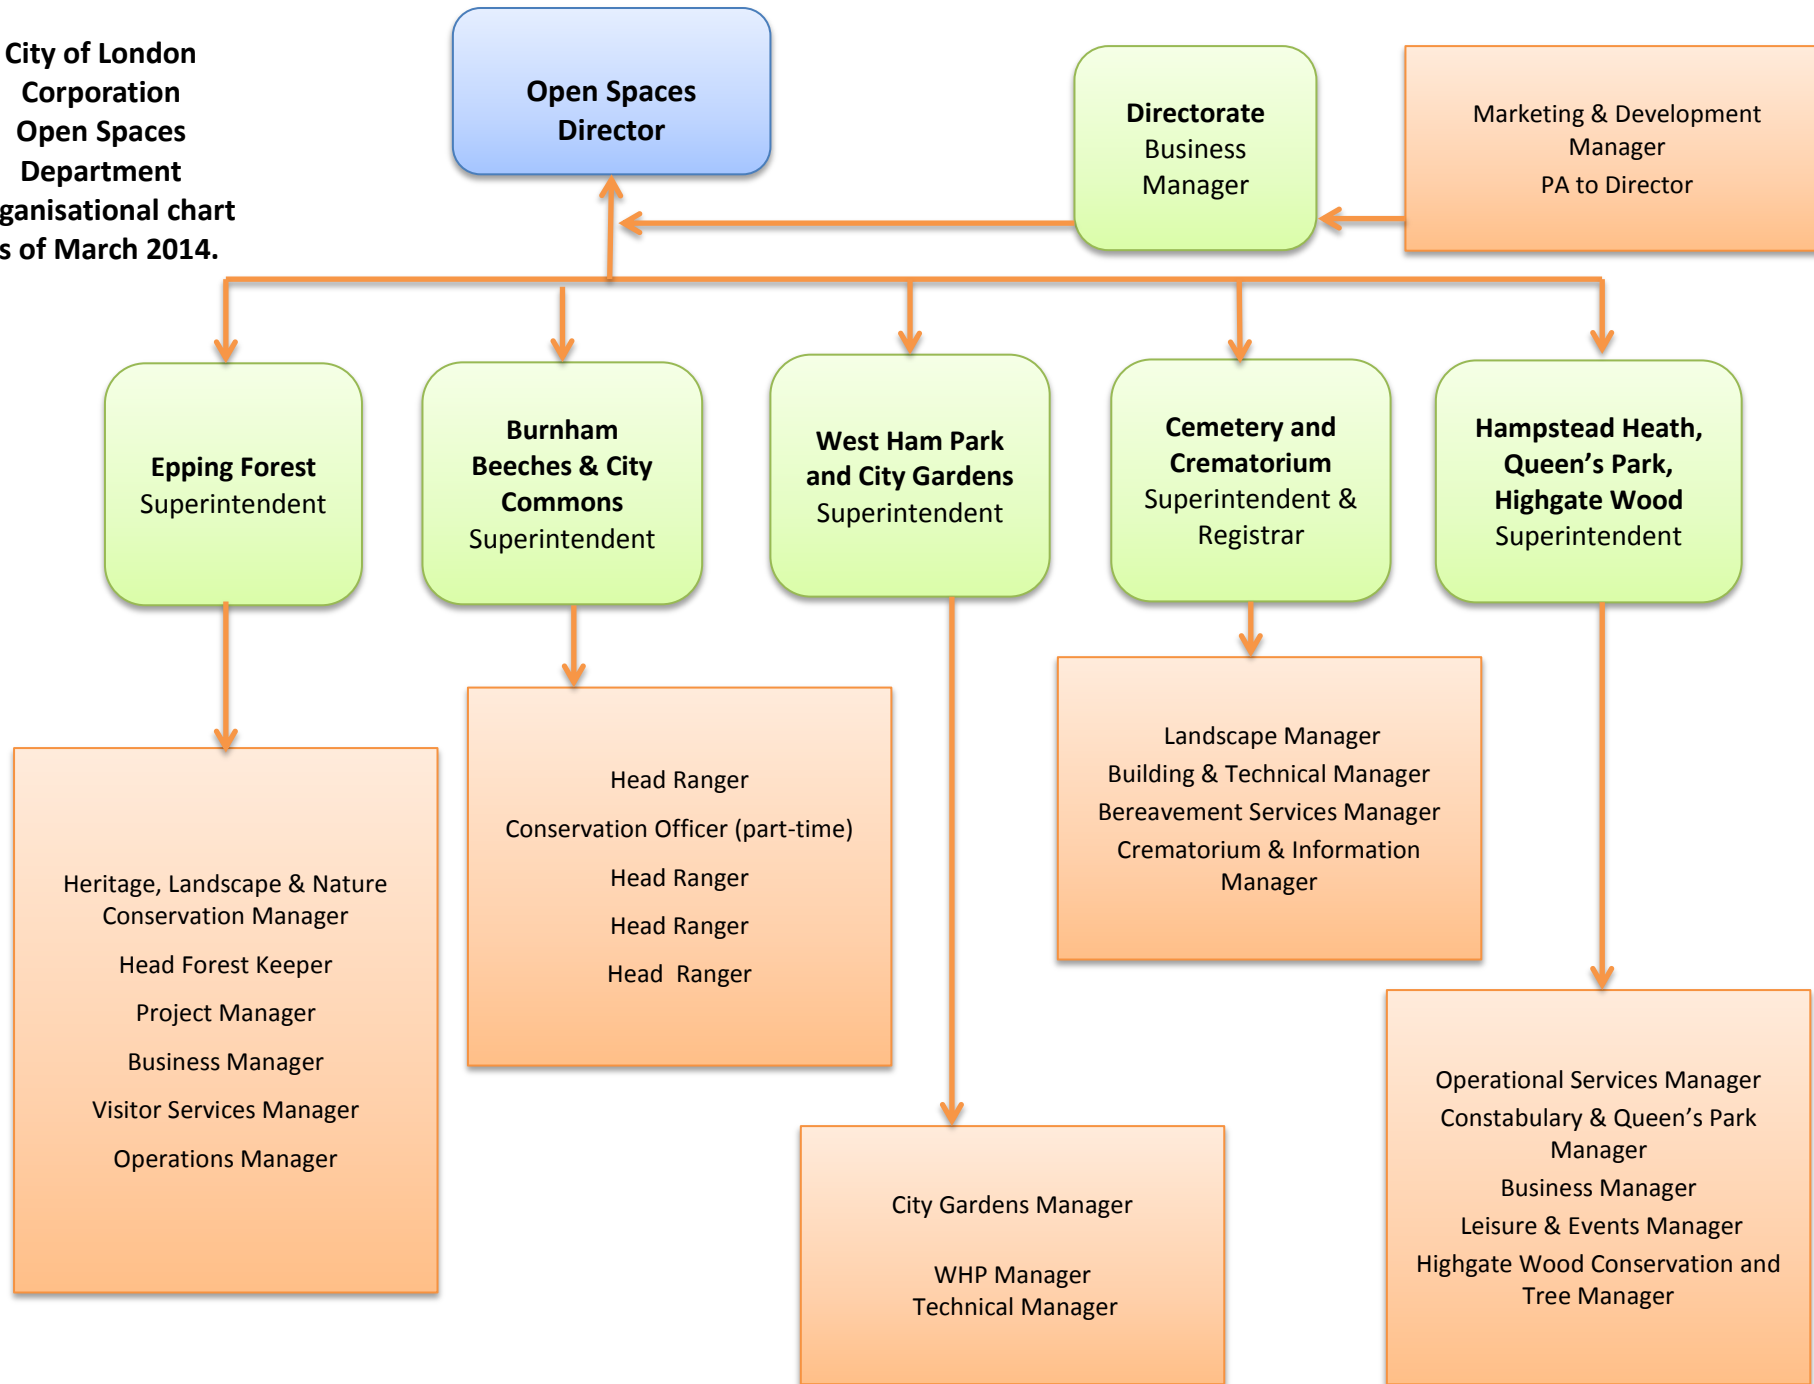 City of London
Corporation
Open Spaces
Department
ganisational chart
s of March 2014.
Open Spaces
Director
Directorate
Business
Manager
Marketing & Development
Manager
PA to Director
Epping Forest
Superintendent
Burnham
Beeches & City
Commons
Superintendent
West Ham Park
and City Gardens
Superintendent
Cemetery and
Crematorium
Superintendent &
Registrar
Hampstead Heath,
Queen’s Park,
Highgate Wood
Superintendent
Heritage, Landscape & Nature
Conservation Manager
Head Forest Keeper
Project Manager
Business Manager
Visitor Services Manager
Operations Manager
Head Ranger
Conservation Officer (part-time)
Head Ranger
Head Ranger
Head  Ranger
City Gardens Manager
WHP Manager
Technical Manager
Landscape Manager
Building & Technical Manager
Bereavement Services Manager
Crematorium & Information
Manager
Operational Services Manager
Constabulary & Queen’s Park
Manager
Business Manager
Leisure & Events Manager
Highgate Wood Conservation and
Tree Manager